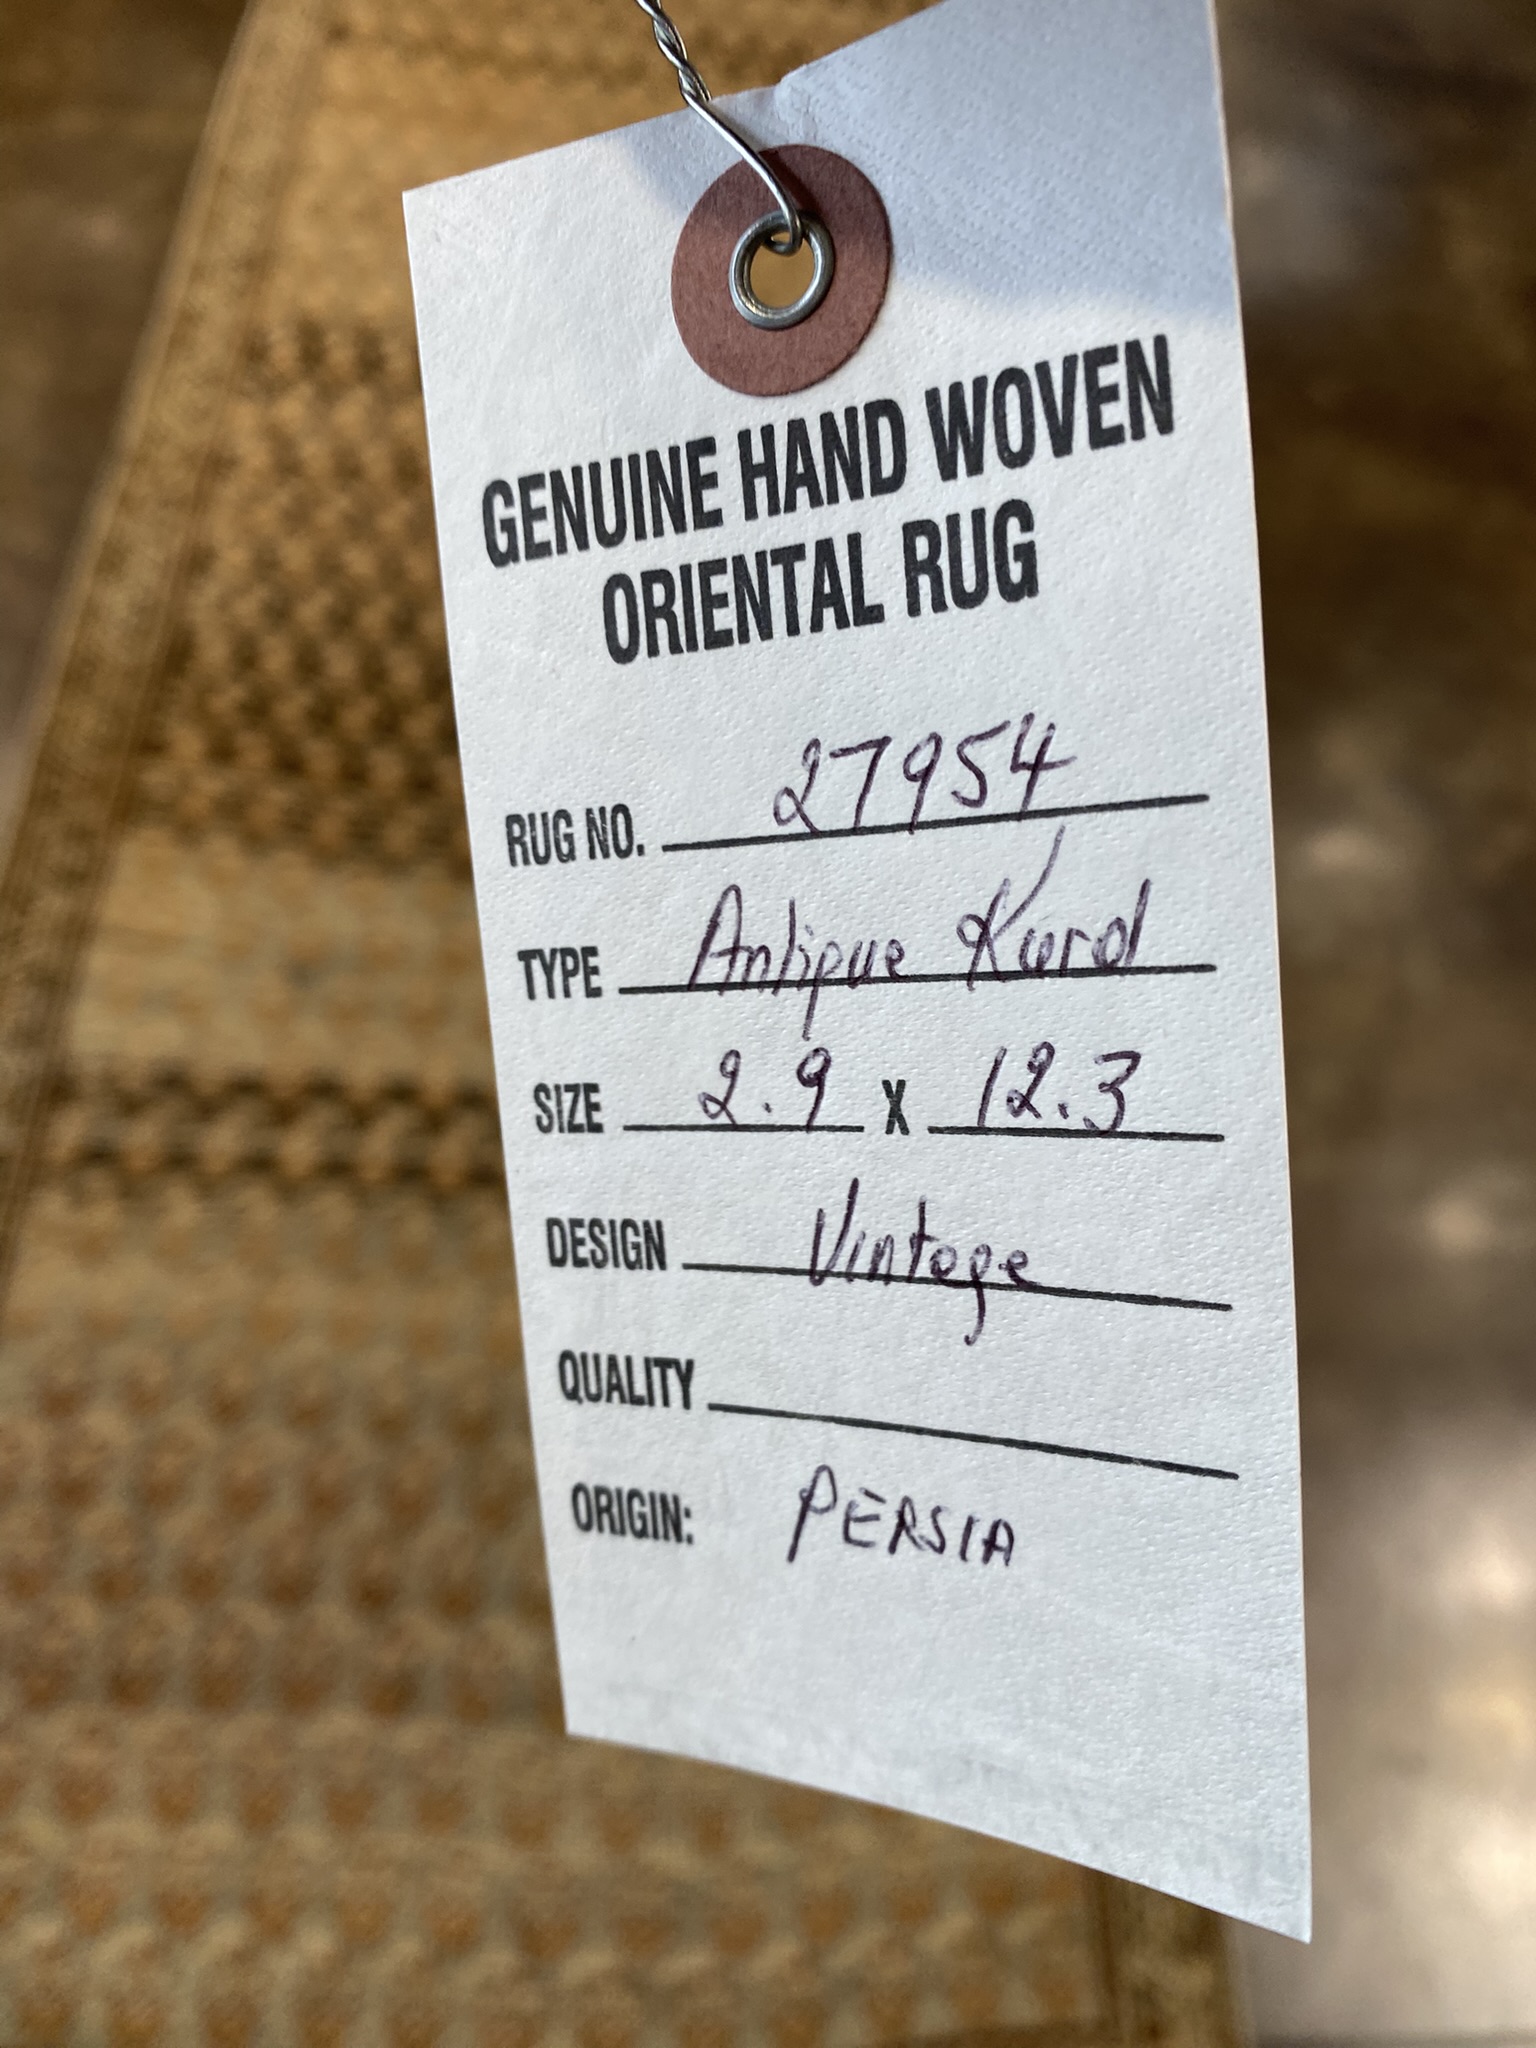 GENUINE HAND WOVEN
ORIENTAL RUG
RUG NO. 27954
TYPE Antique Kurd
SIZE 2.9 X 12.3
DESIGN Vintage
QUALITY
ORIGIN: PERSIA